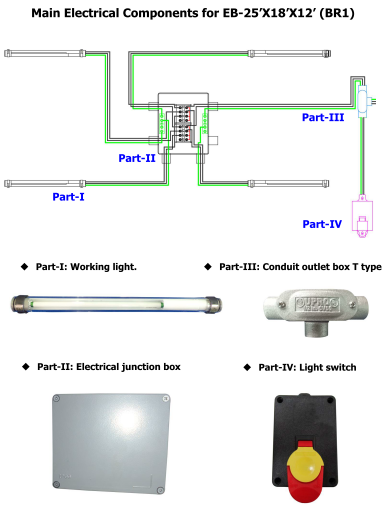 Main Electrical Components for EB-25'X18'X12' (BR1)
Part-III
Part-II
Part-I
Part-IV
◆ Part-I: Working light.
◆ Part-III: Conduit outlet box T type
◆ Part-II: Electrical junction box
◆ Part-IV: Light switch